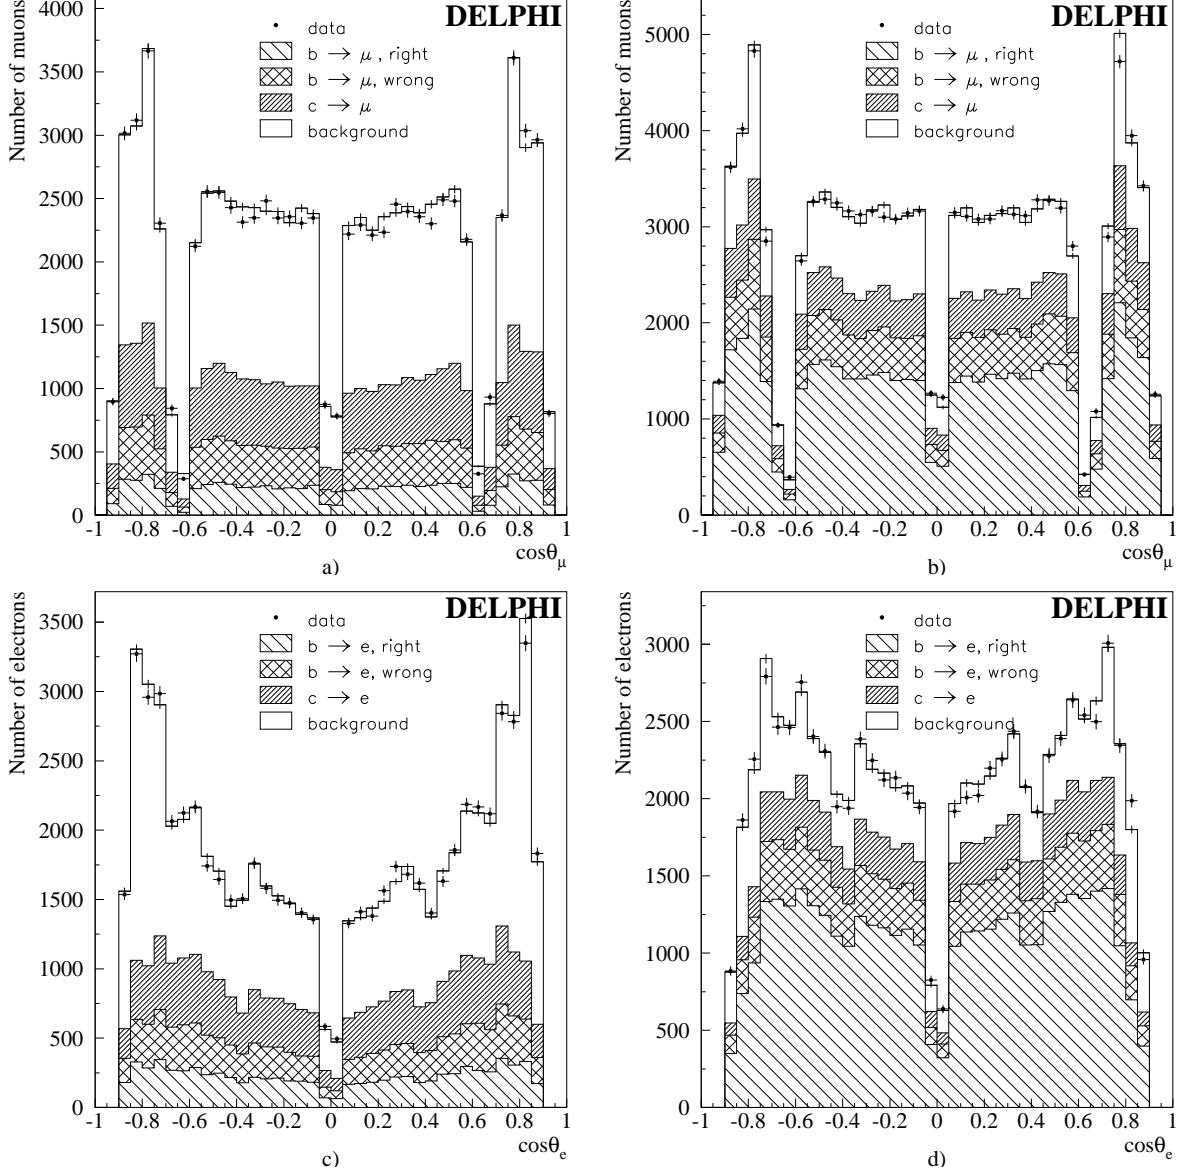 Number of muons
4000
3500
3000
2500
2000
1500
1000
500
0
DELPHI
data
b → μ , right
b → μ, wrong
c → μ
background
-1 -0.8 -0.6 -0.4 -0.2 0 0.2 0.4 0.6 0.8 1
cosθμ
a)
Number of muons
5000
4000
3000
2000
1000
0
DELPHI
data
b → μ , right
b → μ, wrong
c → μ
background
-1 -0.8 -0.6 -0.4 -0.2 0 0.2 0.4 0.6 0.8 1
cosθμ
b)
Number of electrons
3500
3000
2500
2000
1500
1000
500
0
DELPHI
data
b → e, right
b → e, wrong
c → e
background
-1 -0.8 -0.6 -0.4 -0.2 0 0.2 0.4 0.6 0.8 1
cosθe
c)
Number of electrons
3000
2500
2000
1500
1000
500
0
DELPHI
data
b → e, right
b → e, wrong
c → e
background
-1 -0.8 -0.6 -0.4 -0.2 0 0.2 0.4 0.6 0.8 1
cosθe
d)